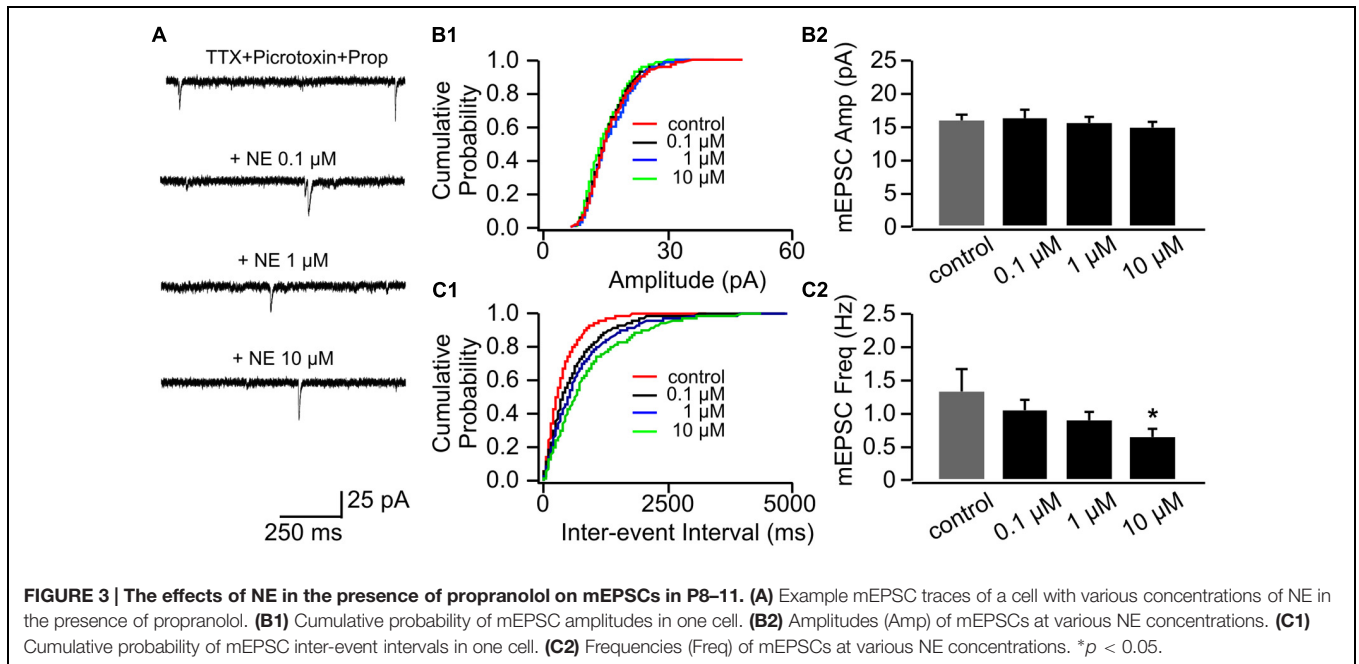 A
TTX+Picrotoxin+Prop
+ NE 0.1 µM
+ NE 1 µM
+ NE 10 µM
25 pA
250 ms
B1
Cumulative
Probability
1.0
0.8
0.6
0.4
0.2
0.0
control
0.1 µM
1 µM
10 µM
0 30 60
Amplitude (pA)
B2
mEPSC Amp (pA)
25
20
15
10
5
0
control 0.1 µM 1 µM 10 µM
C1
Cumulative
Probability
1.0
0.8
0.6
0.4
0.2
0.0
control
0.1 µM
1 µM
10 µM
0 2500 5000
Inter-event Interval (ms)
C2
mEPSC Freq (Hz)
2.5
2.0
1.5
1.0
0.5
0
*
control 0.1 µM 1 µM 10 µM
FIGURE 3 | The effects of NE in the presence of propranolol on mEPSCs in P8–11. (A) Example mEPSC traces of a cell with various concentrations of NE in
the presence of propranolol. (B1) Cumulative probability of mEPSC amplitudes in one cell. (B2) Amplitudes (Amp) of mEPSCs at various NE concentrations. (C1)
Cumulative probability of mEPSC inter-event intervals in one cell. (C2) Frequencies (Freq) of mEPSCs at various NE concentrations. *p < 0.05.